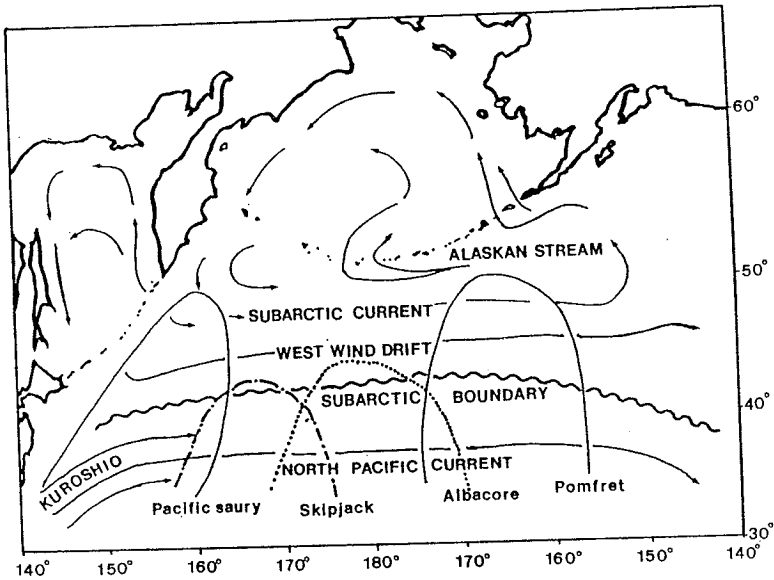 60°
ALASKAN STREAM
50°
SUBARCTIC CURRENT
WEST WIND DRIFT
40°
SUBARCTIC BOUNDARY
KUROSHIO
NORTH PACIFIC CURRENT
Pacific saury
Skipjack
Albacore
Pomfret
30°
140° 150° 160° 170° 180° 170° 160° 150° 140°